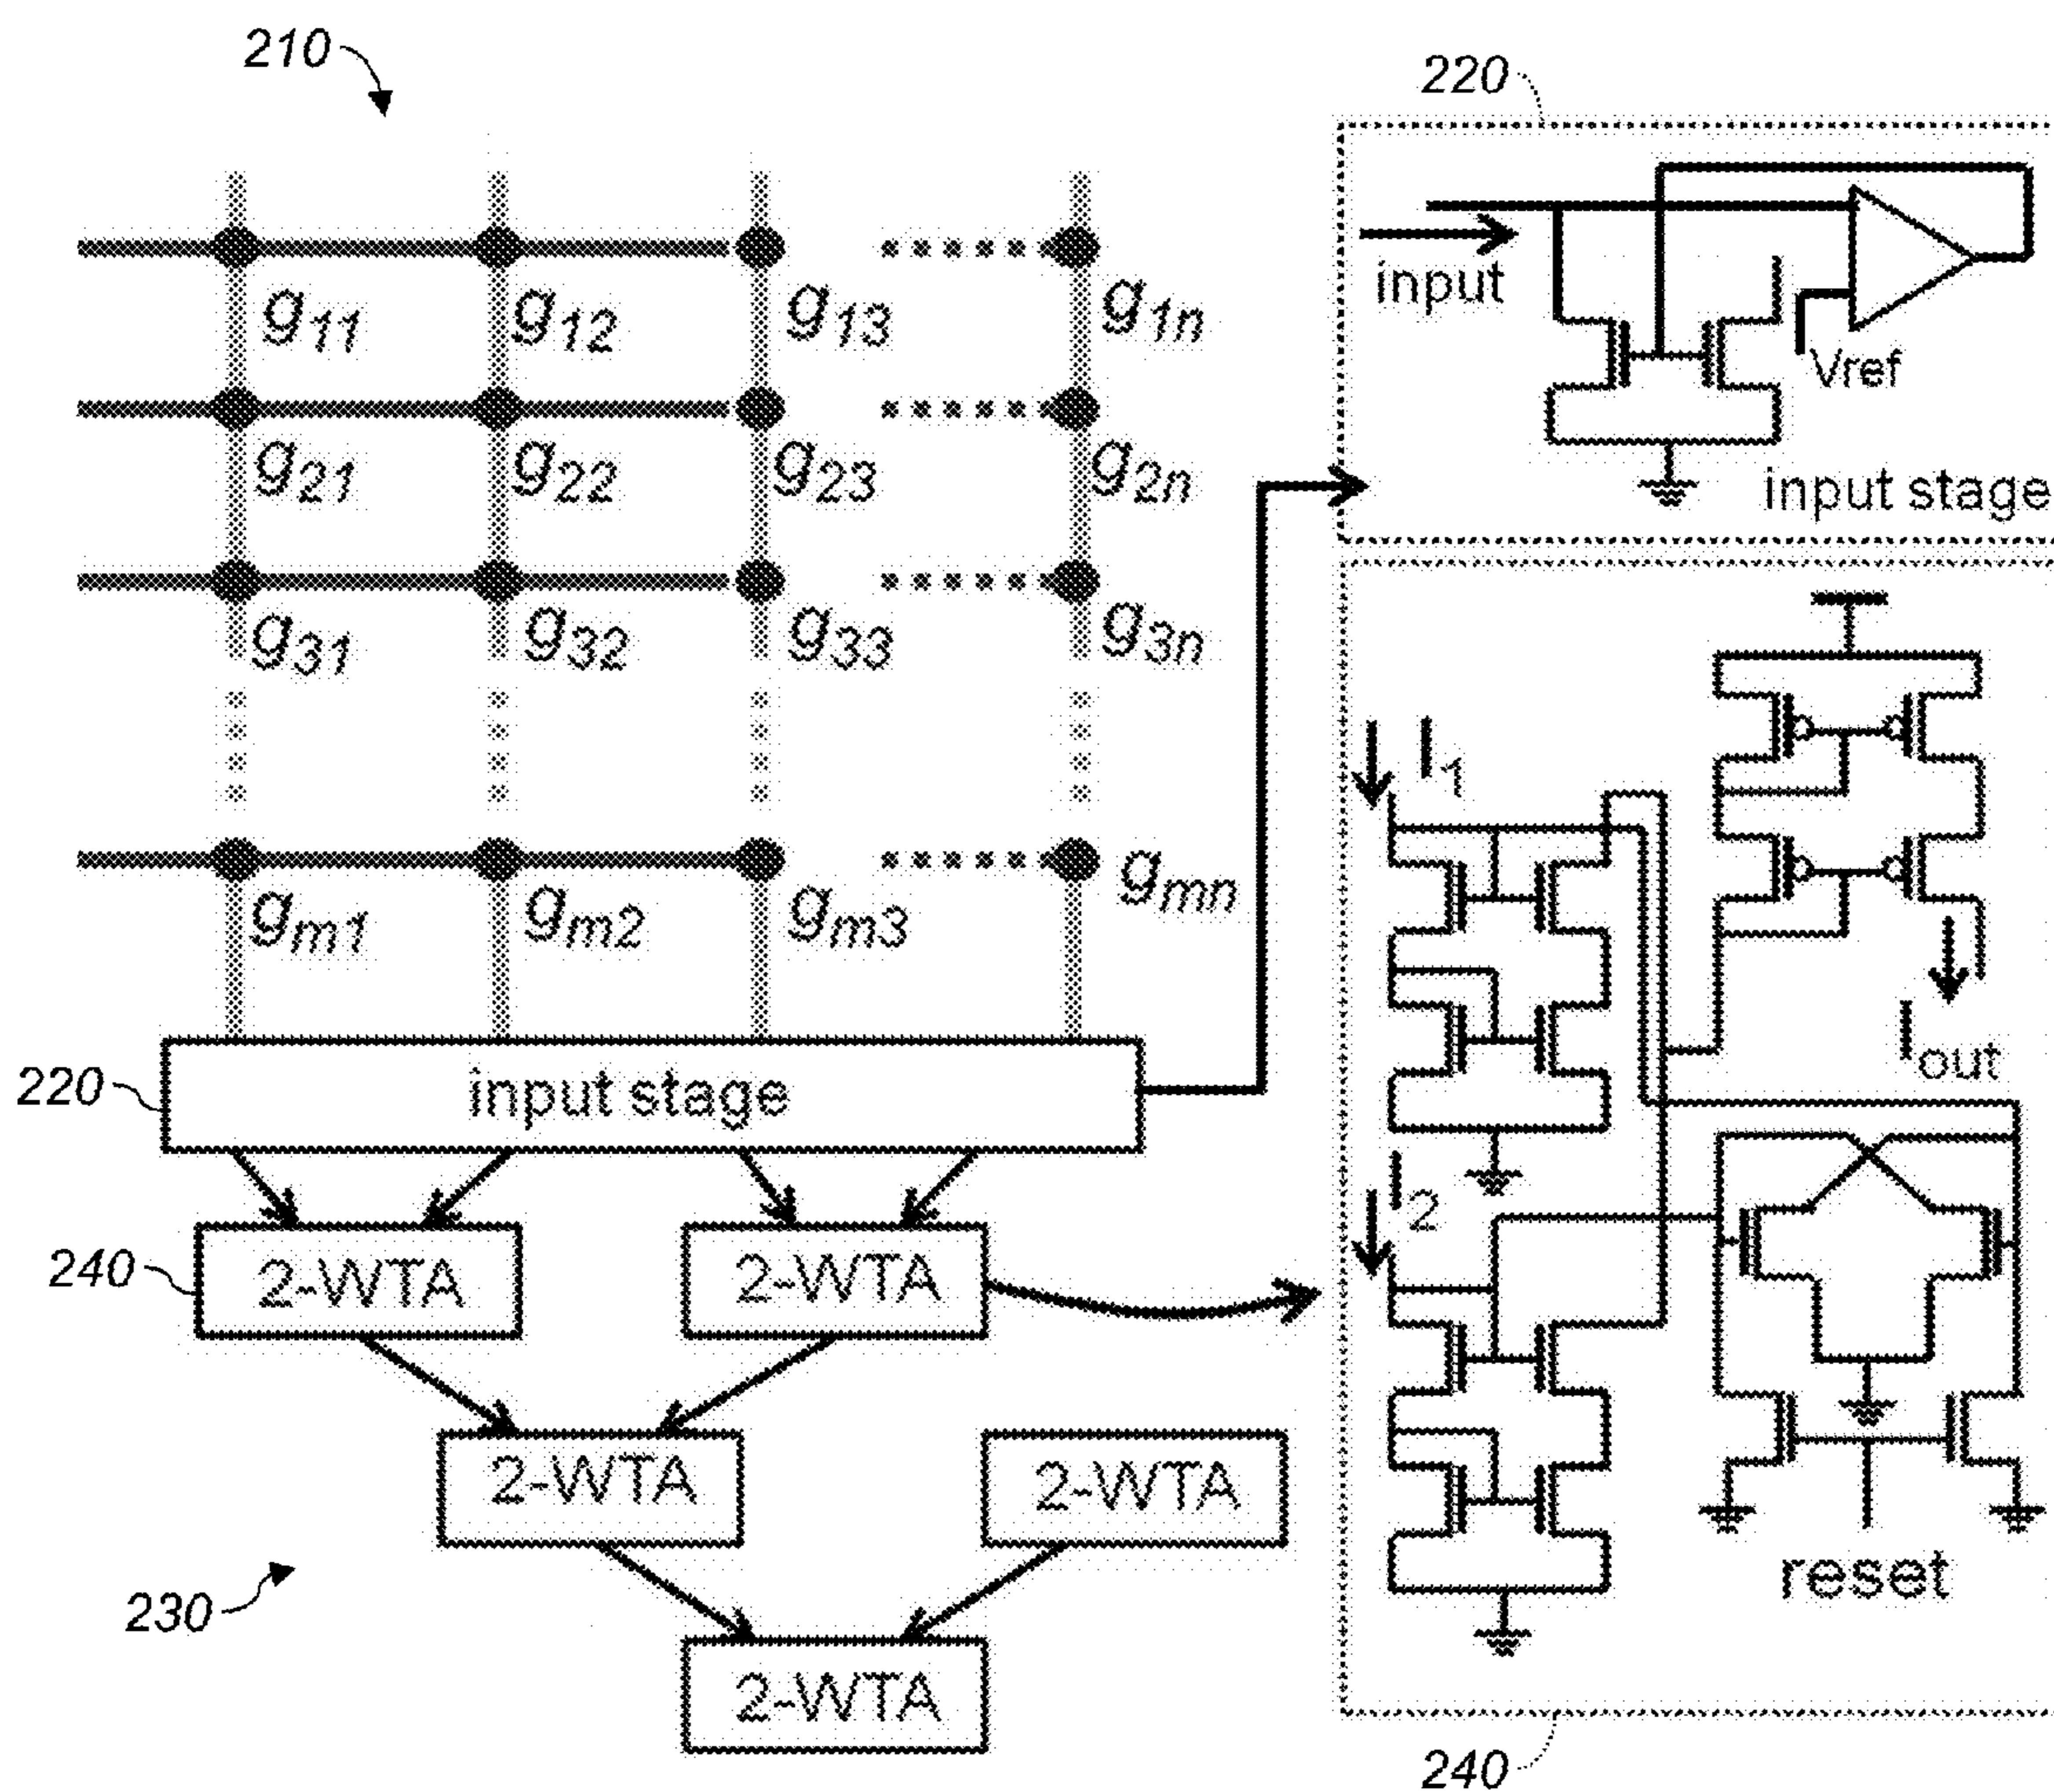 210
220
g11 g12 g13 g1n
input
Vref
g21 g22 g23 g2n
input stage
g31 g32 g33 g3n
I1
gm1 gm2 gm3 gmn
Iout
220
input stage
I2
240
2-WTA 2-WTA
2-WTA 2-WTA
reset
230
2-WTA
240